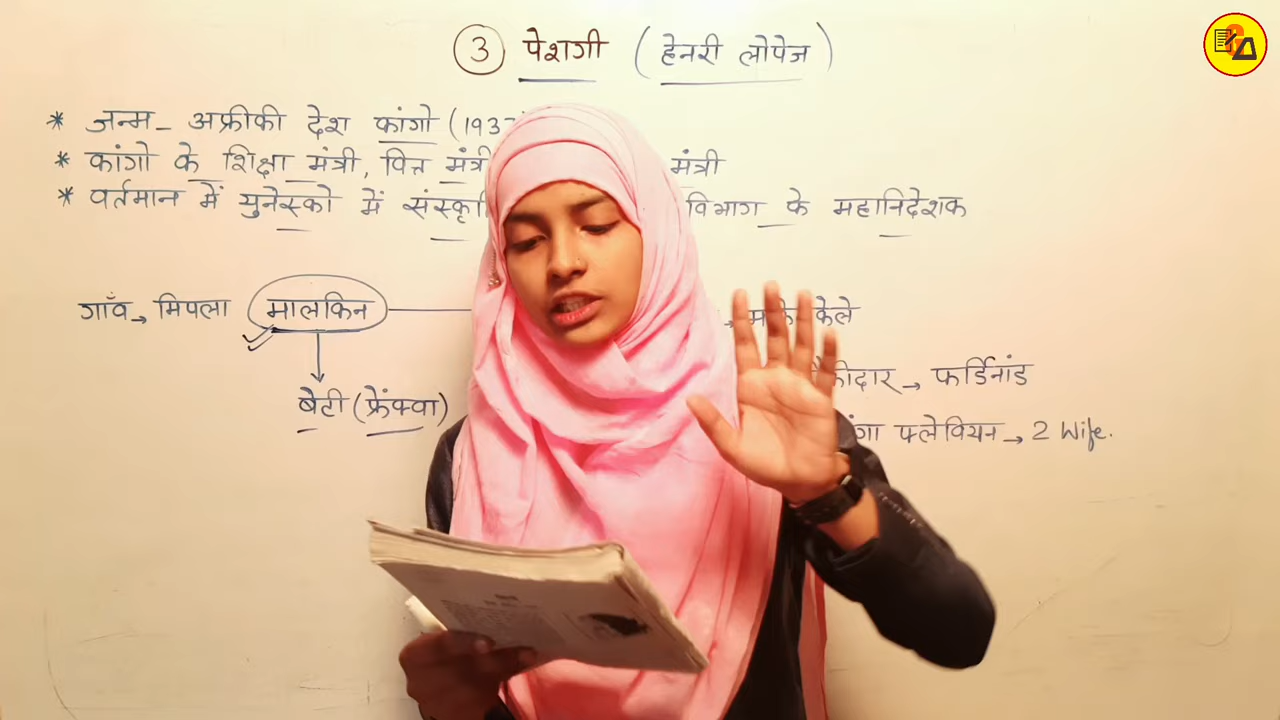 3 पेशगी (हेनरी लोपेज)
* जन्म - अफ्रीकी देश कांगो (193
* कांगो के शिक्षा मंत्री, वित्त मंत्री मंत्री
* वर्तमान में युनेस्को में विभाग के महानिदेशक
गाँव → मिपला मालकिन
फर्डिनांड
बेटी (फ्रेंक्वा)
फ्लेवियन → 2 Wife.